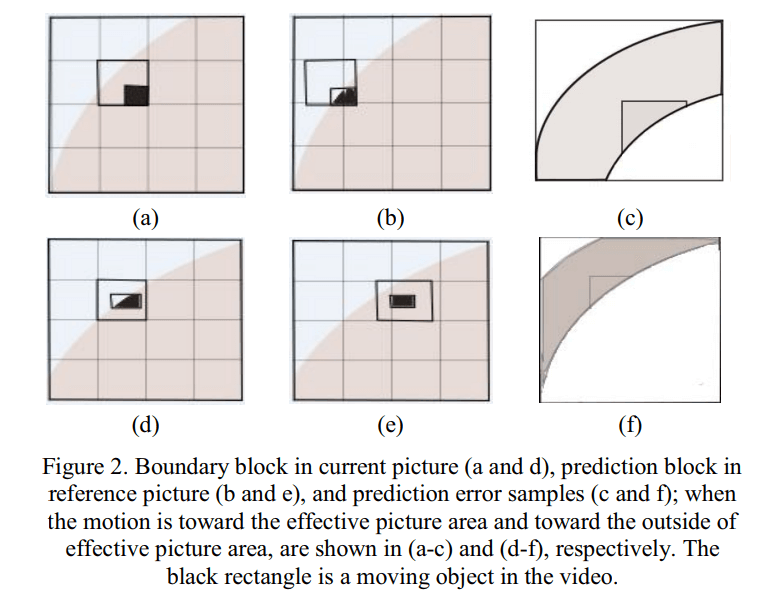 (a)
(b)
(c)
(d)
(e)
(f)
Figure 2. Boundary block in current picture (a and d), prediction block in
reference picture (b and e), and prediction error samples (c and f); when
the motion is toward the effective picture area and toward the outside of
effective picture area, are shown in (a-c) and (d-f), respectively. The
black rectangle is a moving object in the video.